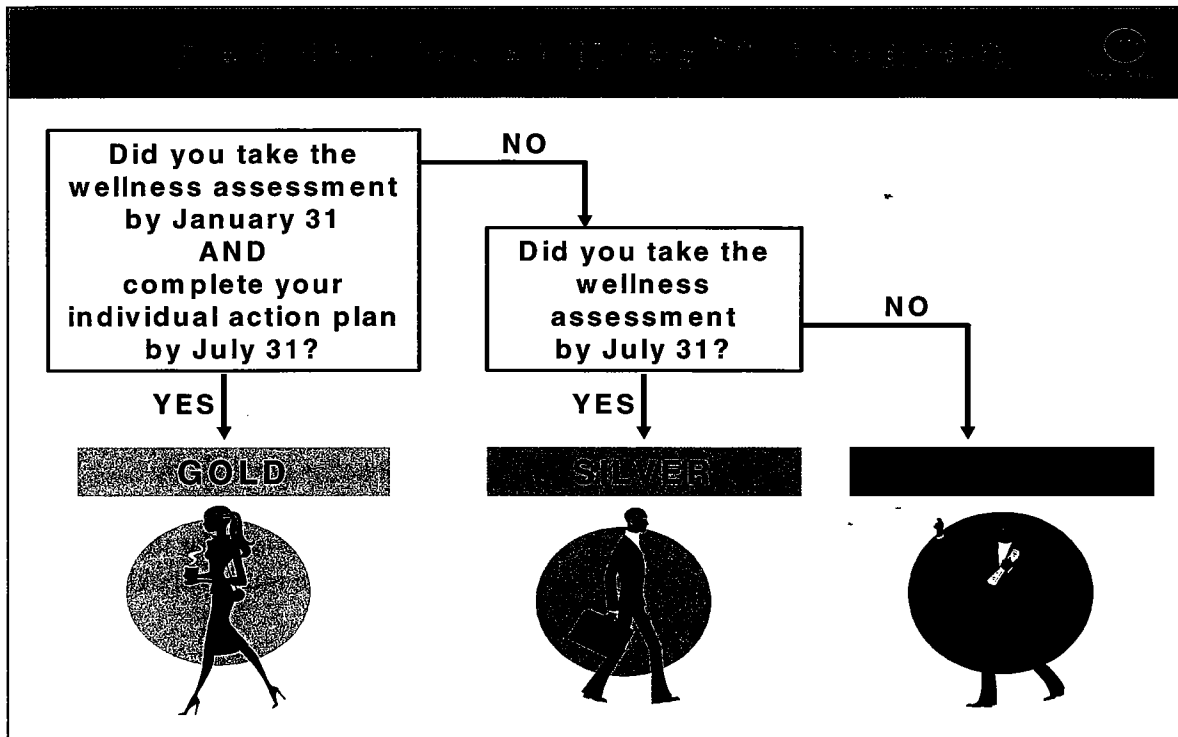 Did you take the
wellness assessment
by January 31
AND
complete your
individual action plan
by July 31?
NO
Did you take the
wellness
assessment
by July 31?
NO
YES
YES
GOLD
SILVER